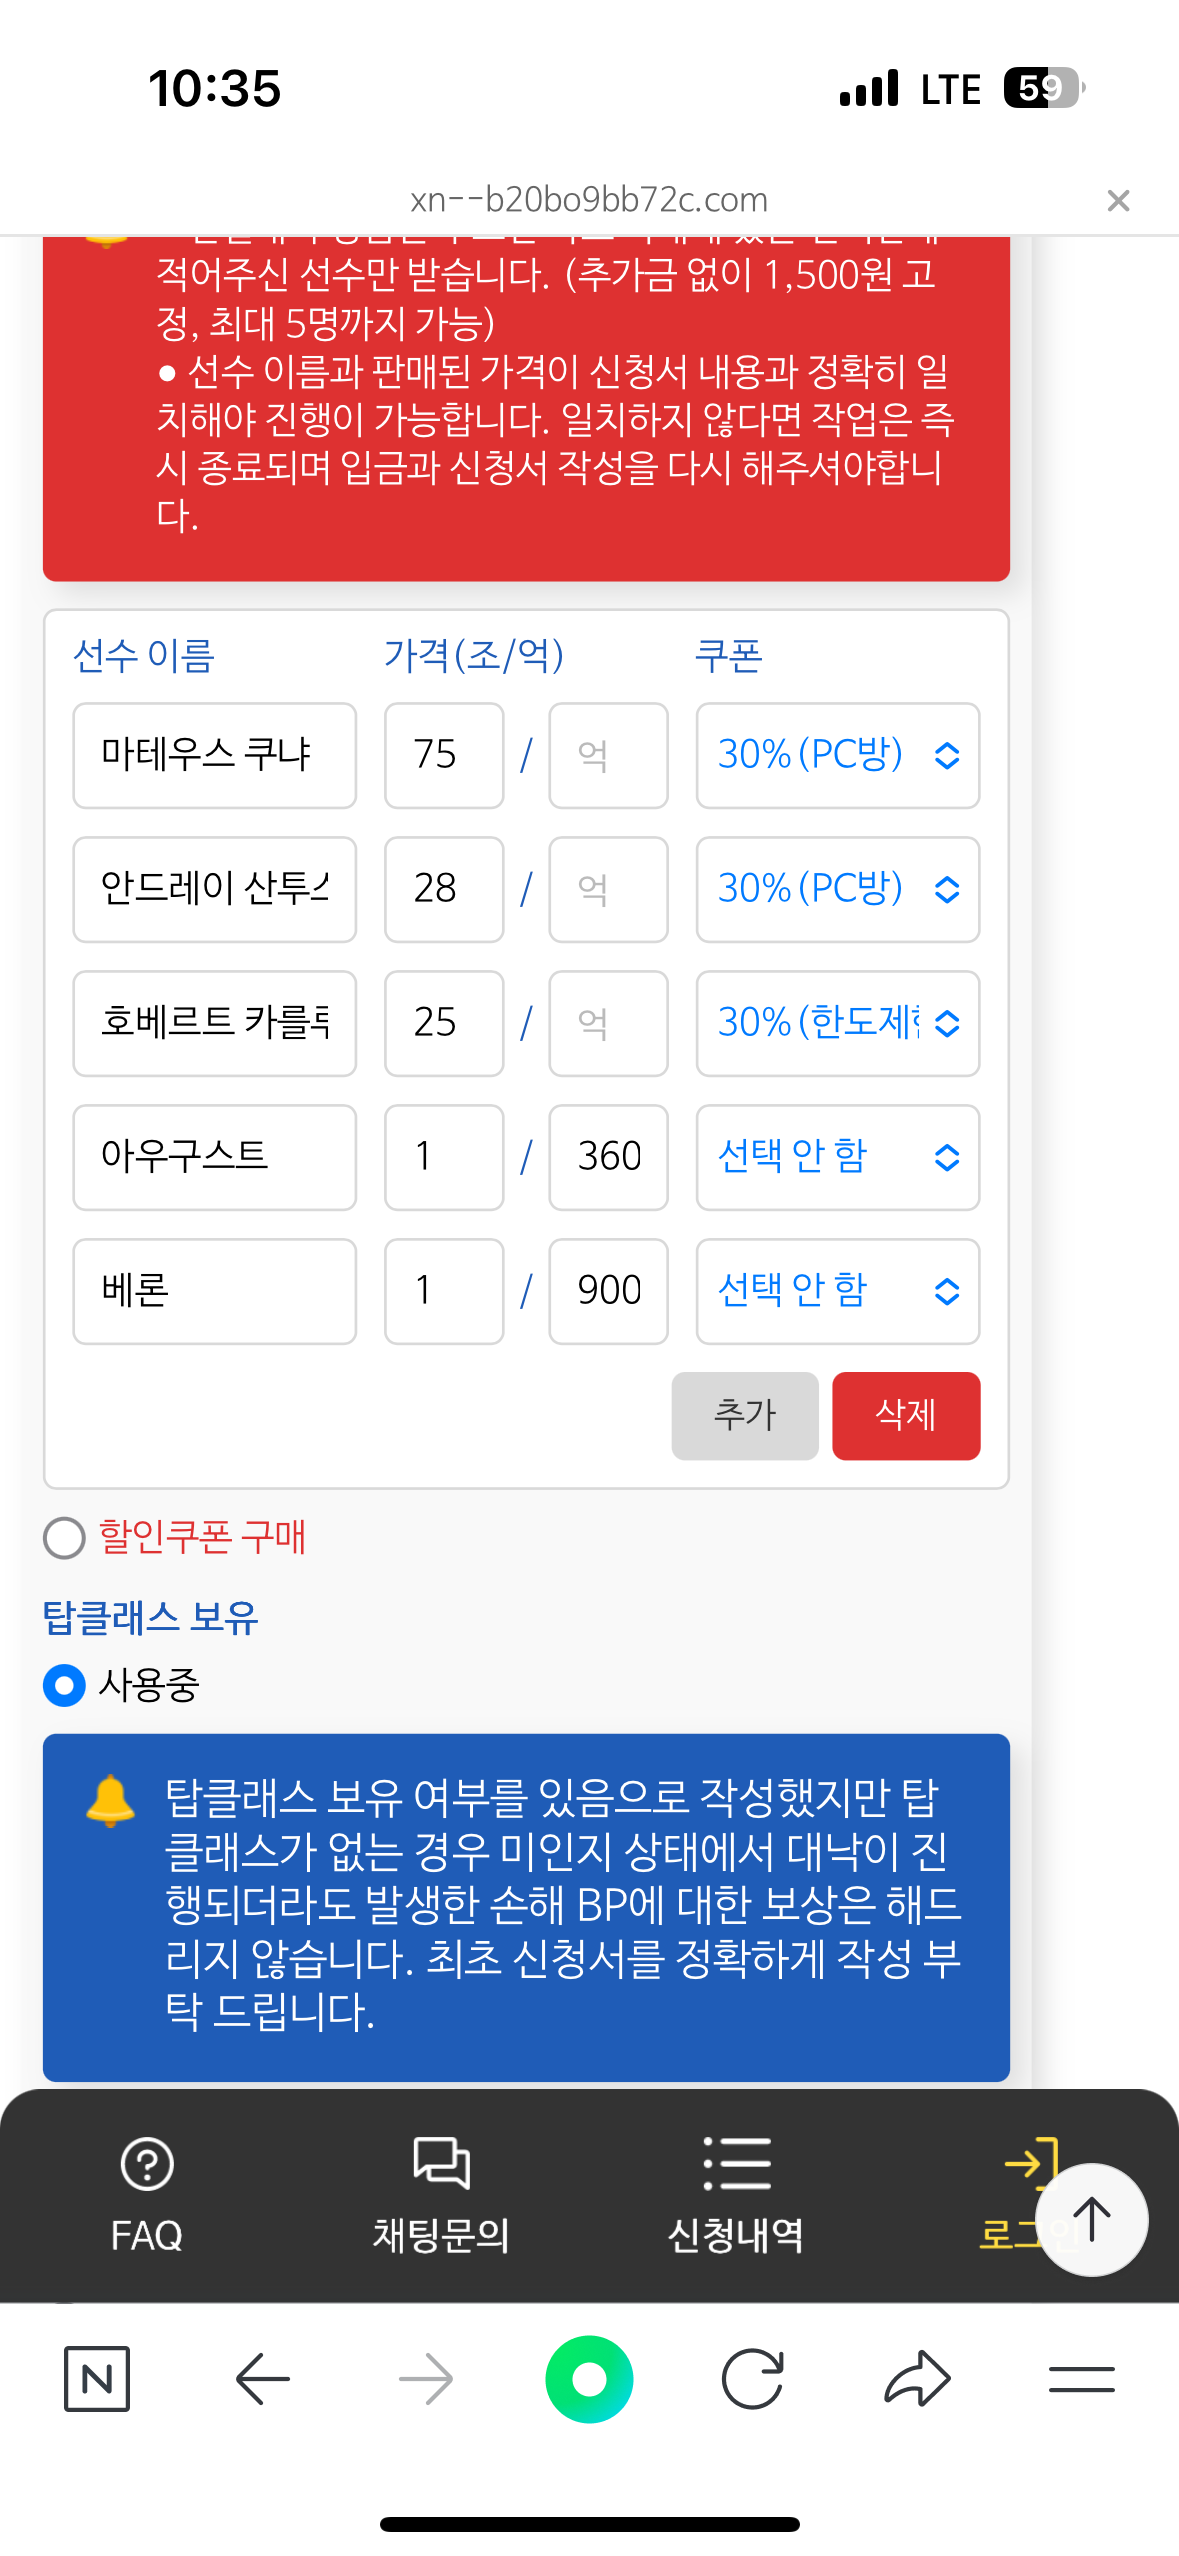 10:35
LTE 59
xn--b20bo9bb72c.com
적어주신 선수만 받습니다. (추가금 없이 1,500원 고
정, 최대 5명까지 가능)
● 선수 이름과 판매된 가격이 신청서 내용과 정확히 일
치해야 진행이 가능합니다. 일치하지 않다면 작업은 즉
시 종료되며 입금과 신청서 작성을 다시 해주셔야합니
다.
선수 이름 가격(조/억) 쿠폰
마테우스 쿠냐 75 / 억 30% (PC방)
안드레이 산투스 28 / 억 30% (PC방)
호베르트 카를루 25 / 억 30% (한도제한
아우구스트 1 / 360 선택 안 함
베론 1 / 900 선택 안 함
추가 삭제
할인쿠폰 구매
탑클래스 보유
사용중
탑클래스 보유 여부를 있음으로 작성했지만 탑
클래스가 없는 경우 미인지 상태에서 대낙이 진
행되더라도 발생한 손해 BP에 대한 보상은 해드
리지 않습니다. 최초 신청서를 정확하게 작성 부
탁 드립니다.
FAQ 채팅문의 신청내역 로그인
N